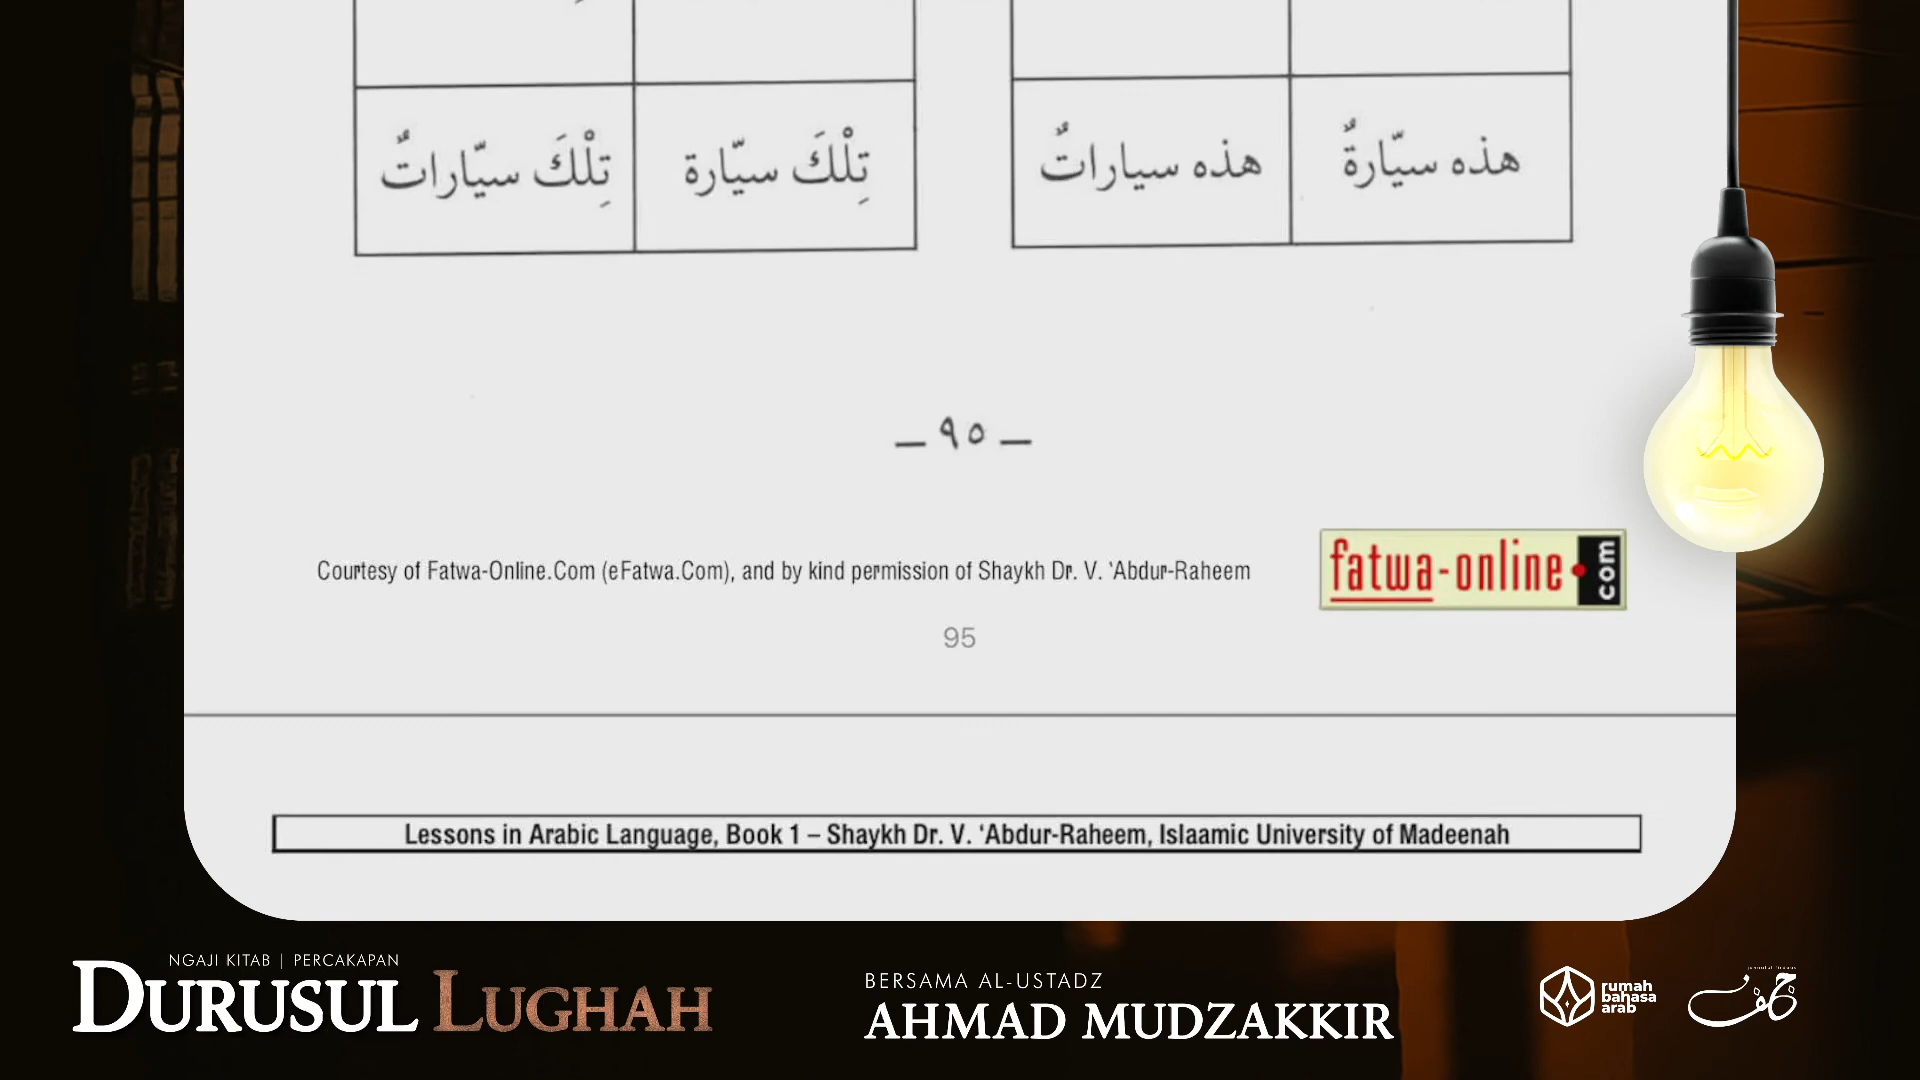 هذه سيّارةٌ
هذه سياراتٌ
تِلْكَ سيّارة
تِلْكَ سيّاراتٌ
– ٩٥ –
Courtesy of Fatwa-Online.Com (eFatwa.Com), and by kind permission of Shaykh Dr. V. ‘Abdur-Raheem
fatwa-online.com
95
Lessons in Arabic Language, Book 1 – Shaykh Dr. V. ‘Abdur-Raheem, Islaamic University of Madeenah
NGAJI KITAB | PERCAKAPAN
DURUSUL LUGHAH
BERSAMA AL-USTADZ
AHMAD MUDZAKKIR
rumah
bahasa
arab